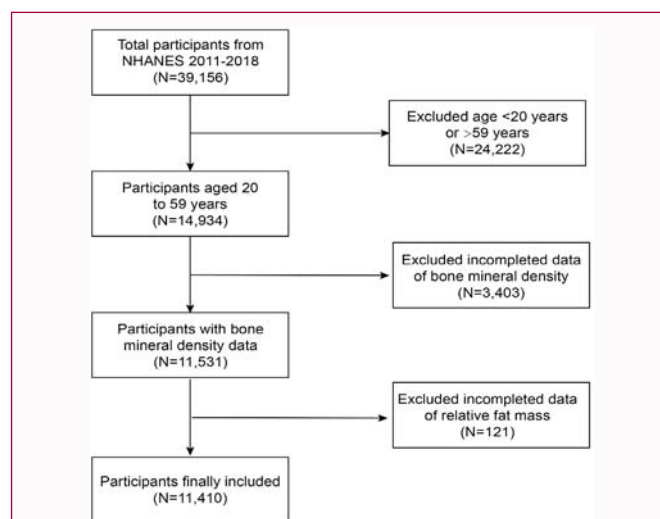 Total participants from
NHANES 2011-2018
(N=39,156)
Excluded age <20 years
or >59 years
(N=24,222)
Participants aged 20
to 59 years
(N=14,934)
Excluded incompleted data
of bone mineral density
(N=3,403)
Participants with bone
mineral density data
(N=11,531)
Excluded incompleted data
of relative fat mass
(N=121)
Participants finally included
(N=11,410)